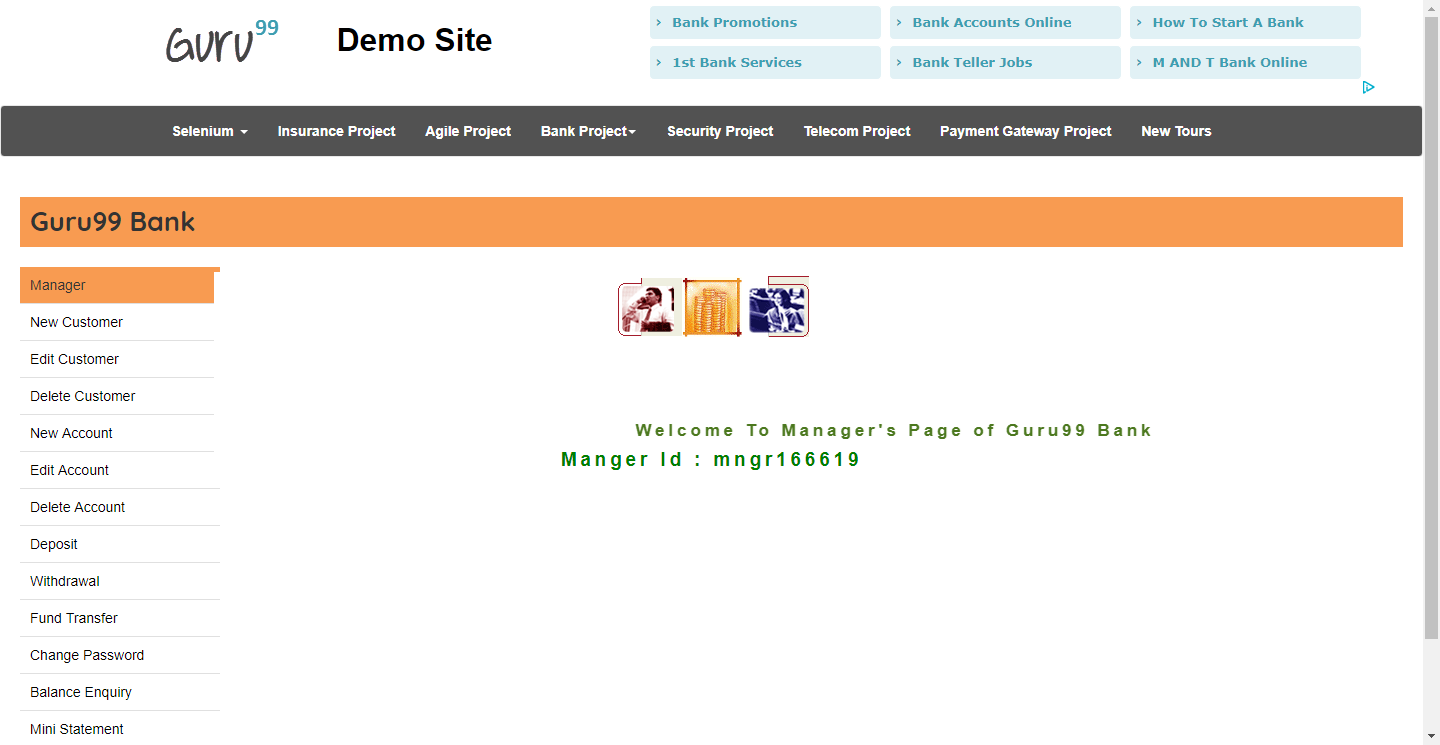 Guru99
Demo Site
› Bank Promotions
› Bank Accounts Online
› How To Start A Bank
› 1st Bank Services
› Bank Teller Jobs
› M AND T Bank Online
Selenium Insurance Project Agile Project Bank Project Security Project Telecom Project Payment Gateway Project New Tours
Guru99 Bank
Manager
New Customer
Edit Customer
Delete Customer
New Account
Edit Account
Delete Account
Deposit
Withdrawal
Fund Transfer
Change Password
Balance Enquiry
Mini Statement
Welcome To Manager's Page of Guru99 Bank
Manger Id : mngr166619